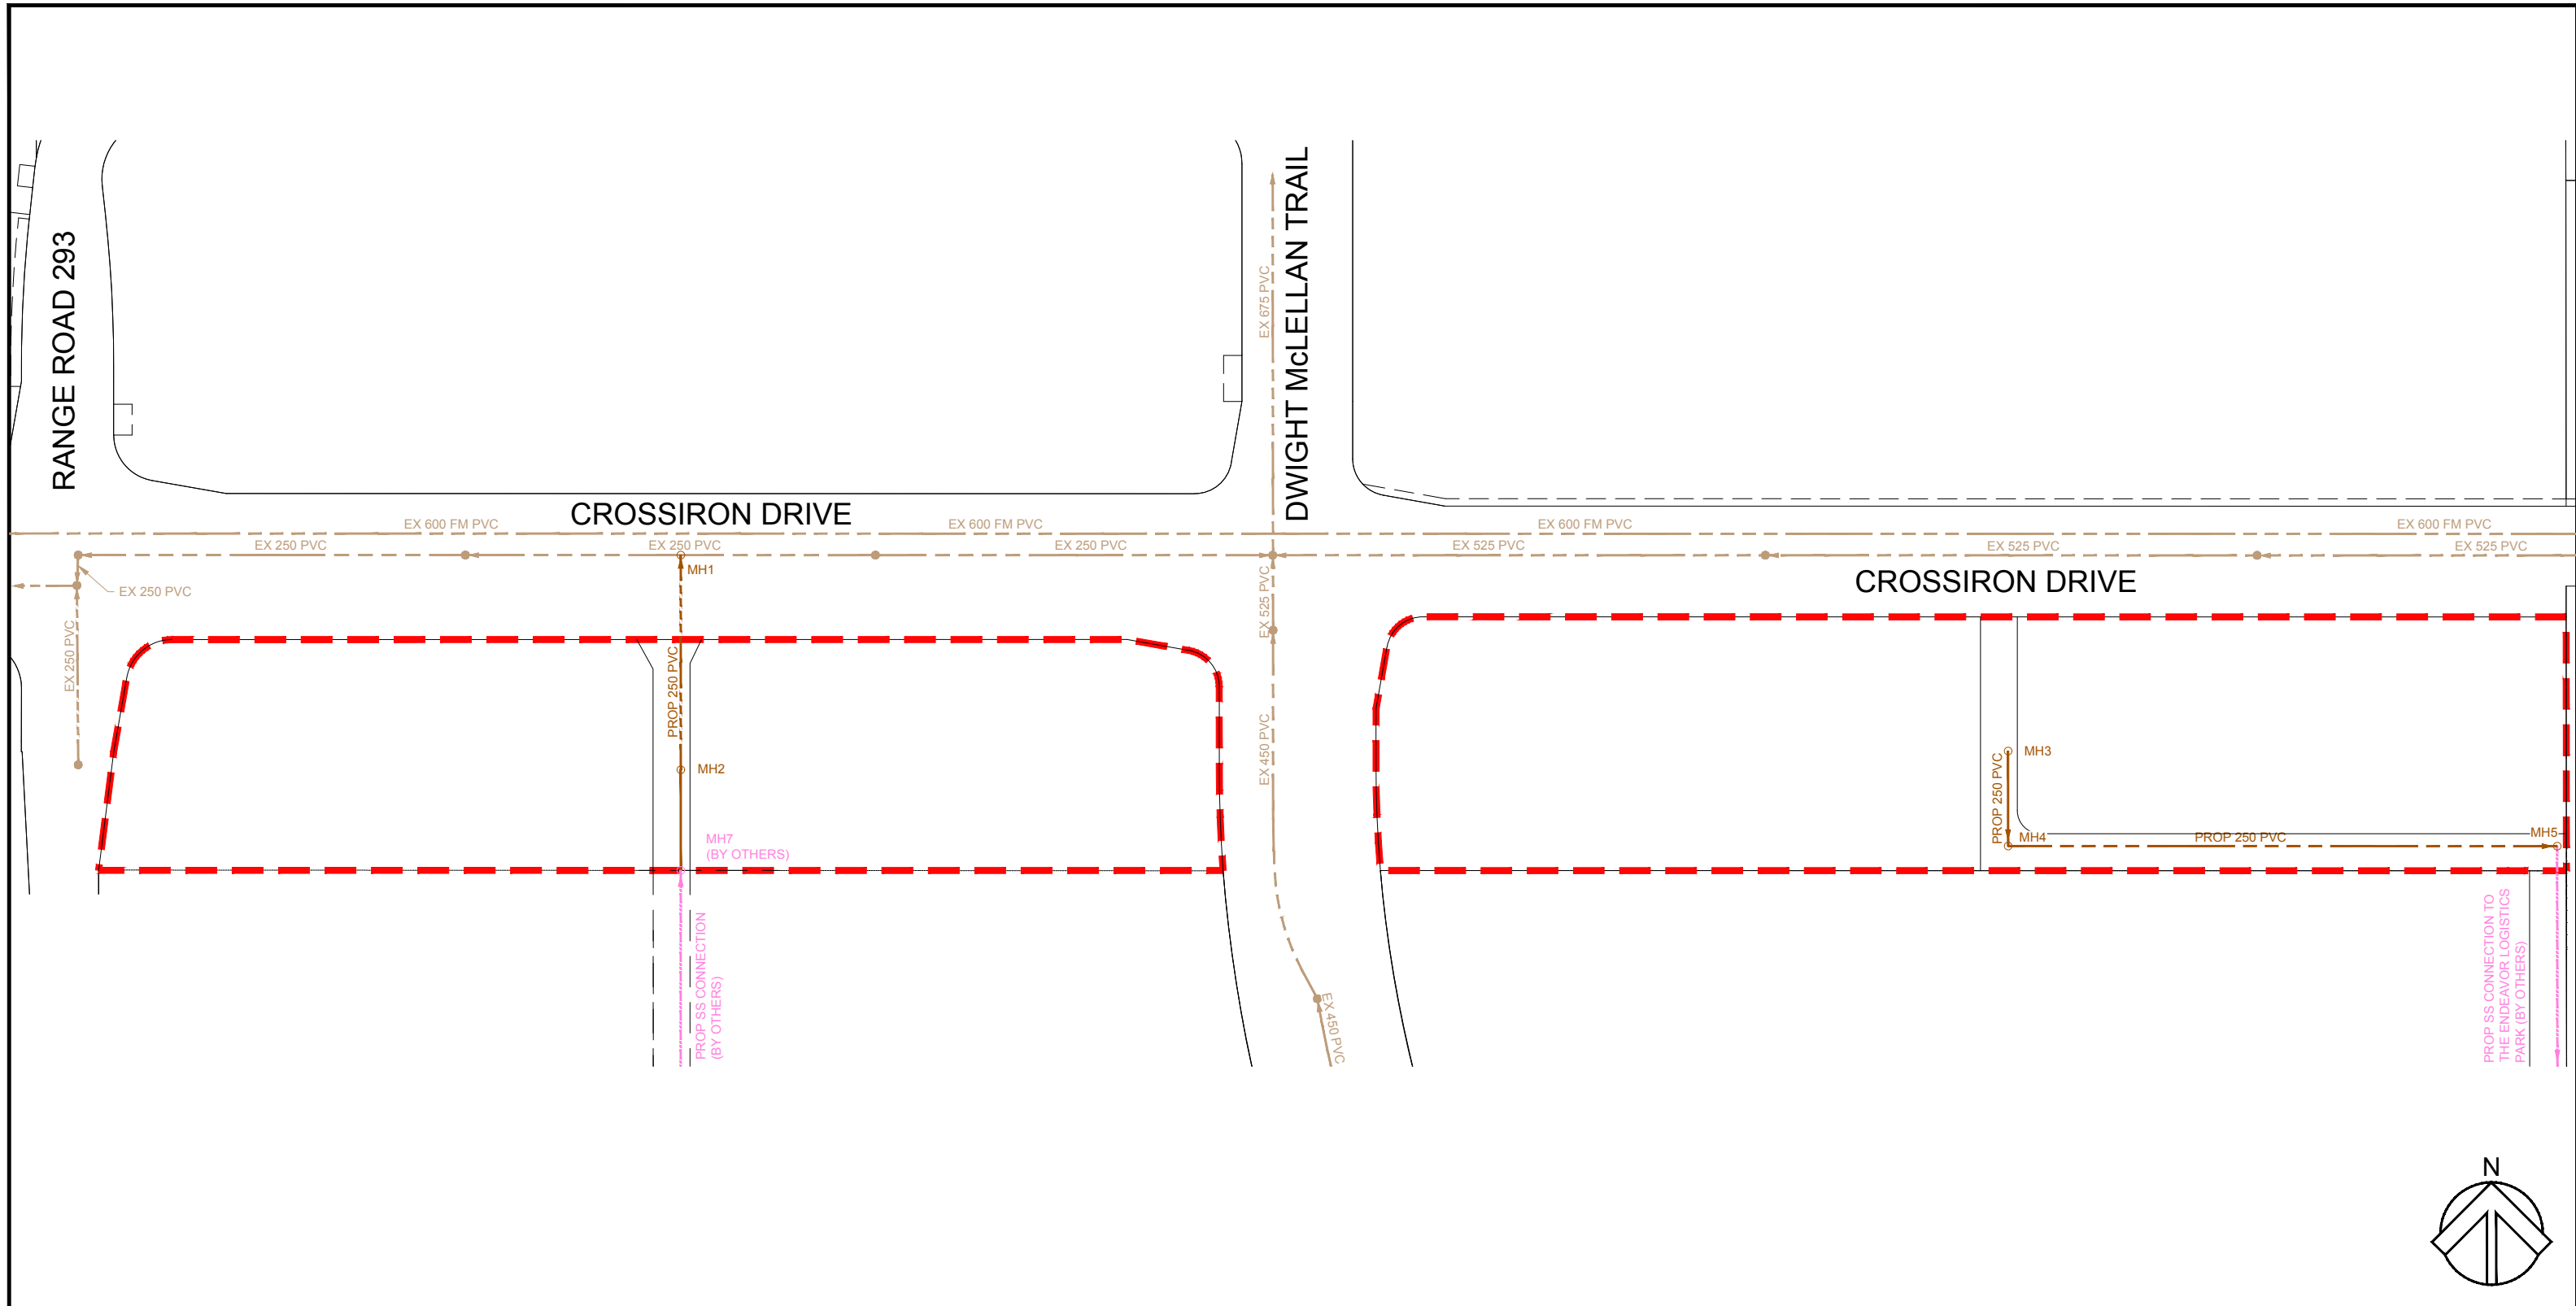 RANGE ROAD 293
DWIGHT McLELLAN TRAIL
EX 675 PVC
CROSSIRON DRIVE
EX 600 FM PVC
EX 600 FM PVC
EX 600 FM PVC
EX 600 FM PVC
EX 250 PVC
EX 250 PVC
EX 250 PVC
EX 525 PVC
EX 525 PVC
EX 525 PVC
MH1
CROSSIRON DRIVE
EX 250 PVC
EX 525 PVC
EX 250 PVC
PROP 250 PVC
EX 450 PVC
MH2
MH3
PROP 250 PVC
MH4
PROP 250 PVC
MH5
MH7
(BY OTHERS)
PROP SS CONNECTION
(BY OTHERS)
EX 450 PVC
PROP SS CONNECTION TO
THE ENDEAVOR LOGISTICS
PARK (BY OTHERS)
N